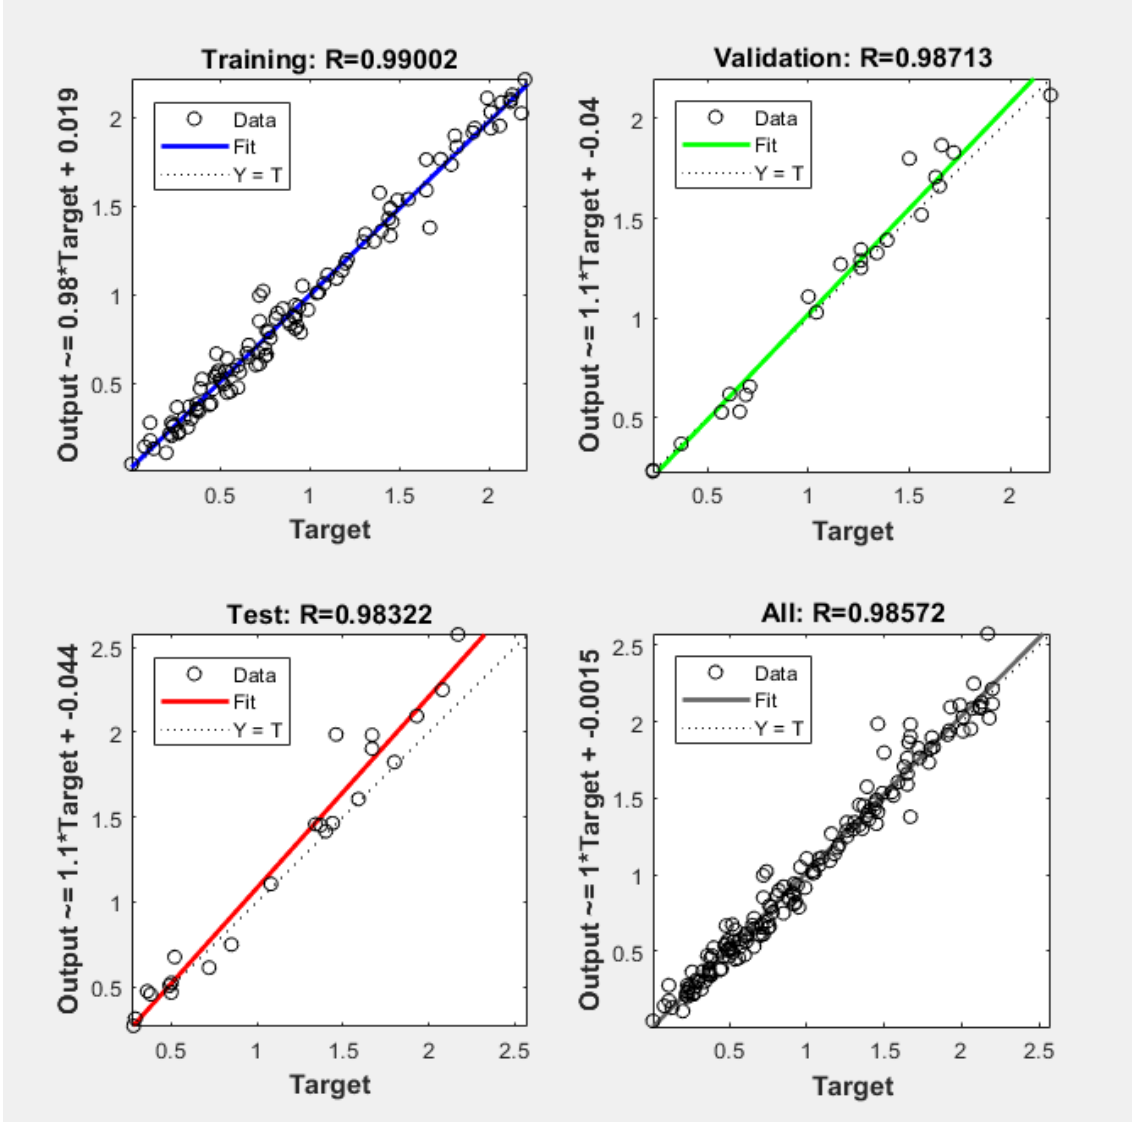 Training: R=0.99002
Output ~= 0.98*Target + 0.019
2
1.5
1
0.5
Data
Fit
Y = T
0.5 1 1.5 2
Target
Validation: R=0.98713
Output ~= 1.1*Target + -0.04
2
1.5
1
0.5
Data
Fit
Y = T
0.5 1 1.5 2
Target
Test: R=0.98322
Output ~= 1.1*Target + -0.044
2.5
2
1.5
1
0.5
Data
Fit
Y = T
0.5 1 1.5 2 2.5
Target
All: R=0.98572
Output ~= 1*Target + -0.0015
2.5
2
1.5
1
0.5
Data
Fit
Y = T
0.5 1 1.5 2 2.5
Target